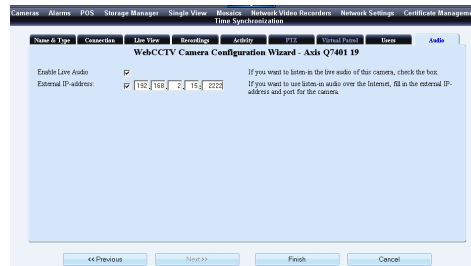 Cameras Alarms POS Storage Manager Single View Mosaics Network Video Recorders Network Settings Certificate Managem
Time Synchronization
Name & Type Connection Live View Recordings Activity PTZ Virtual Patrol Users Audio
WebCCTV Camera Configuration Wizard - Axis Q7401 19
Enable Live Audio If you want to listen-in the live audio of this camera, check the box.
External IP-address: 192. 168. 2. 15: 2222 If you want to use listen-in audio over the Internet, fill in the external IP-
address and port for the camera.
<< Previous Next >> Finish Cancel